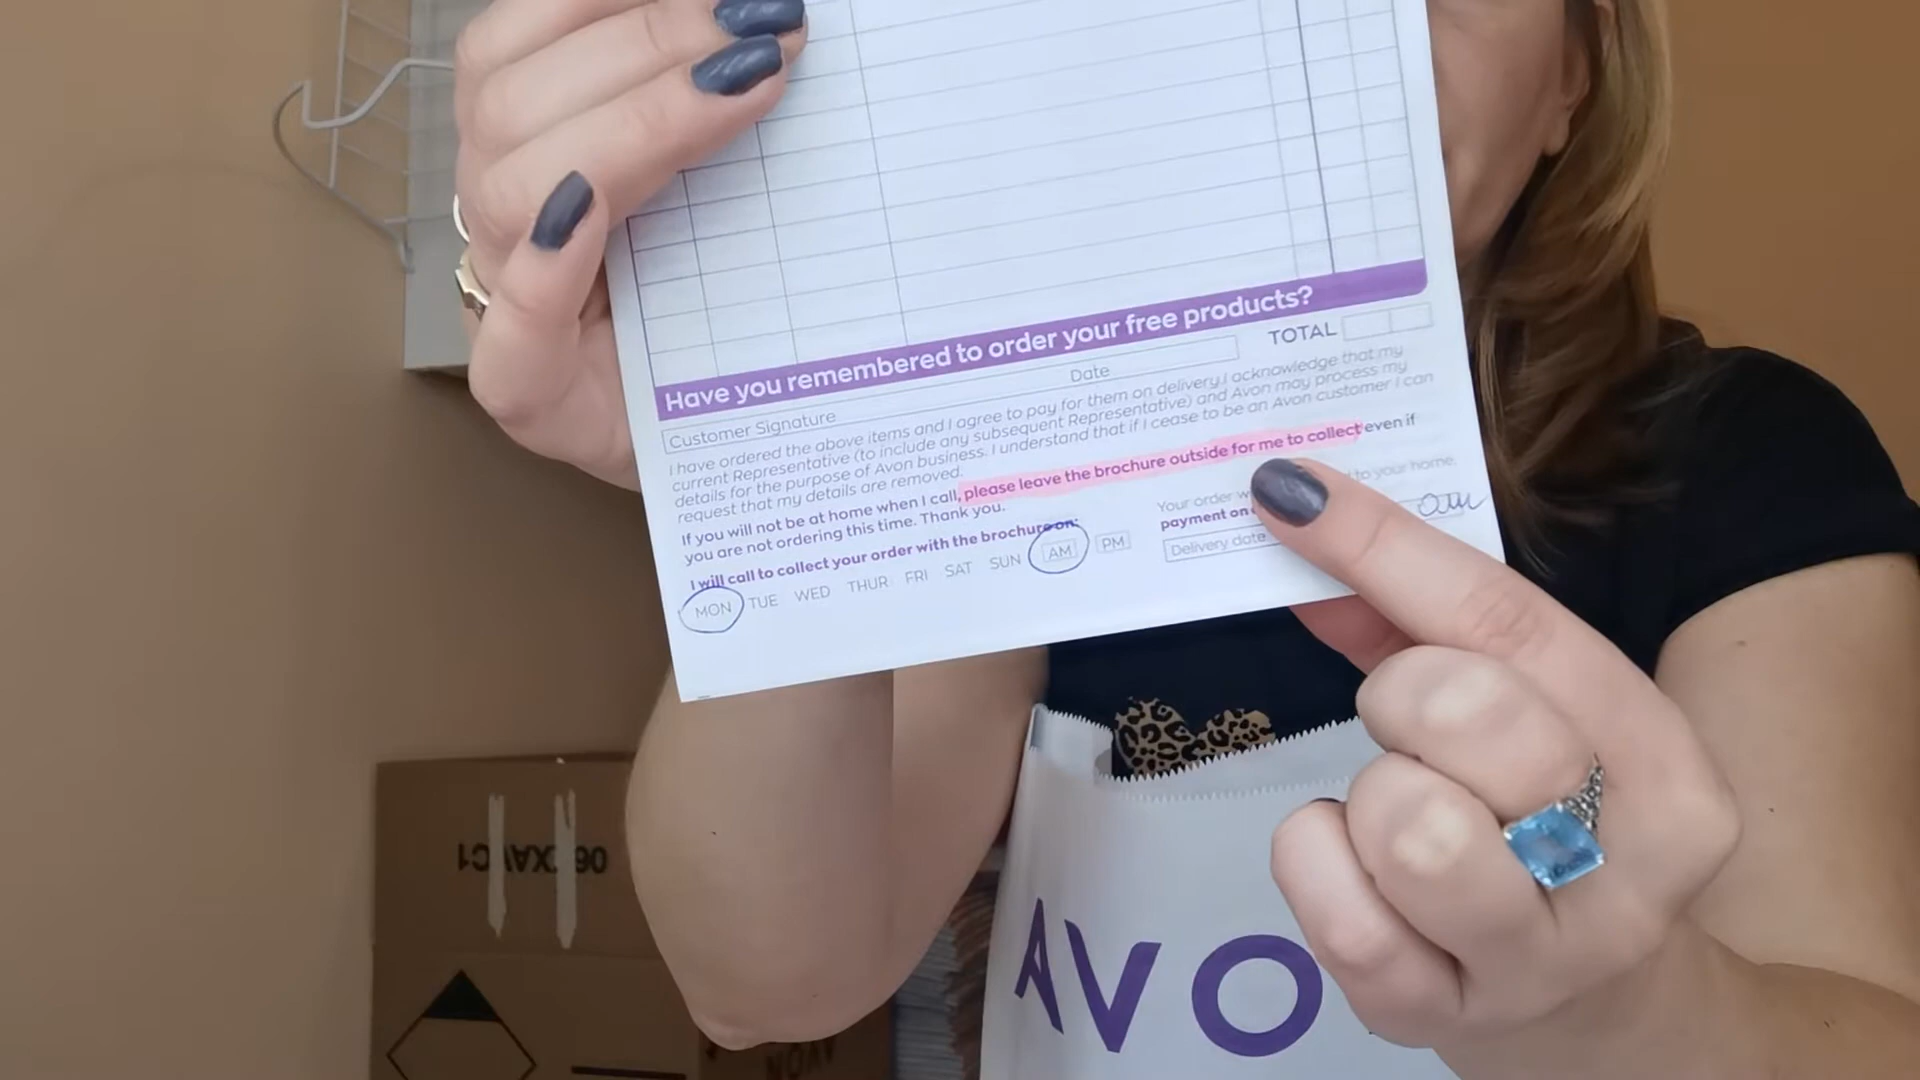 Have you remembered to order your free products?
TOTAL
Customer Signature
Date
I have ordered the above items and I agree to pay for them on delivery. I acknowledge that my
current Representative (to include any subsequent Representative) and Avon may process my
details for the purpose of Avon business. I understand that if I cease to be an Avon customer I can
request that my details are removed.
If you will not be at home when I call, please leave the brochure outside for me to collect even if
you are not ordering this time. Thank you.
I will call to collect your order with the brochure on:
MON TUE WED THUR FRI SAT SUN AM PM
Your order to your home.
payment on
Delivery date
am
AVO
AVON